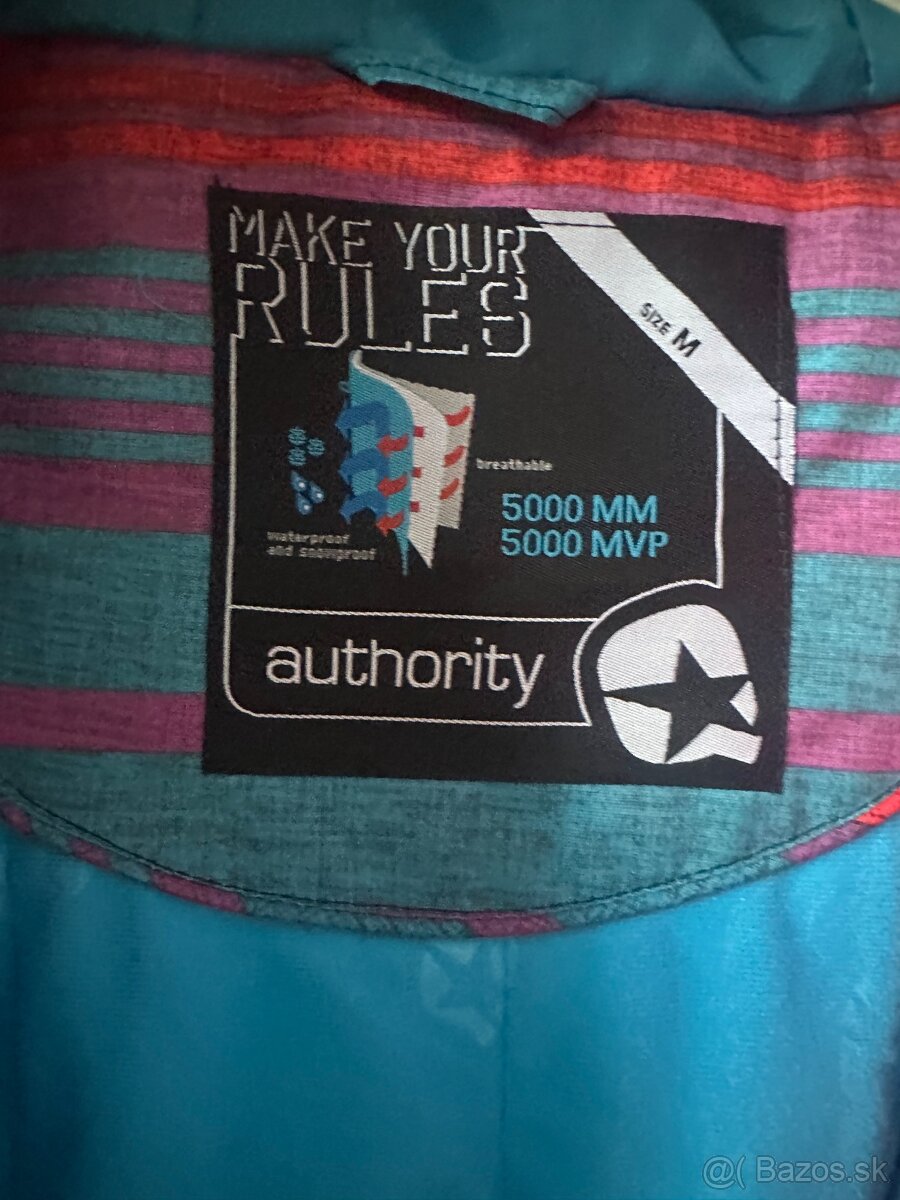 MAKE YOUR
RULES
SIZE M
breathable
5000 MM
5000 MVP
waterproof
and snowproof
authority
@( Bazos.sk